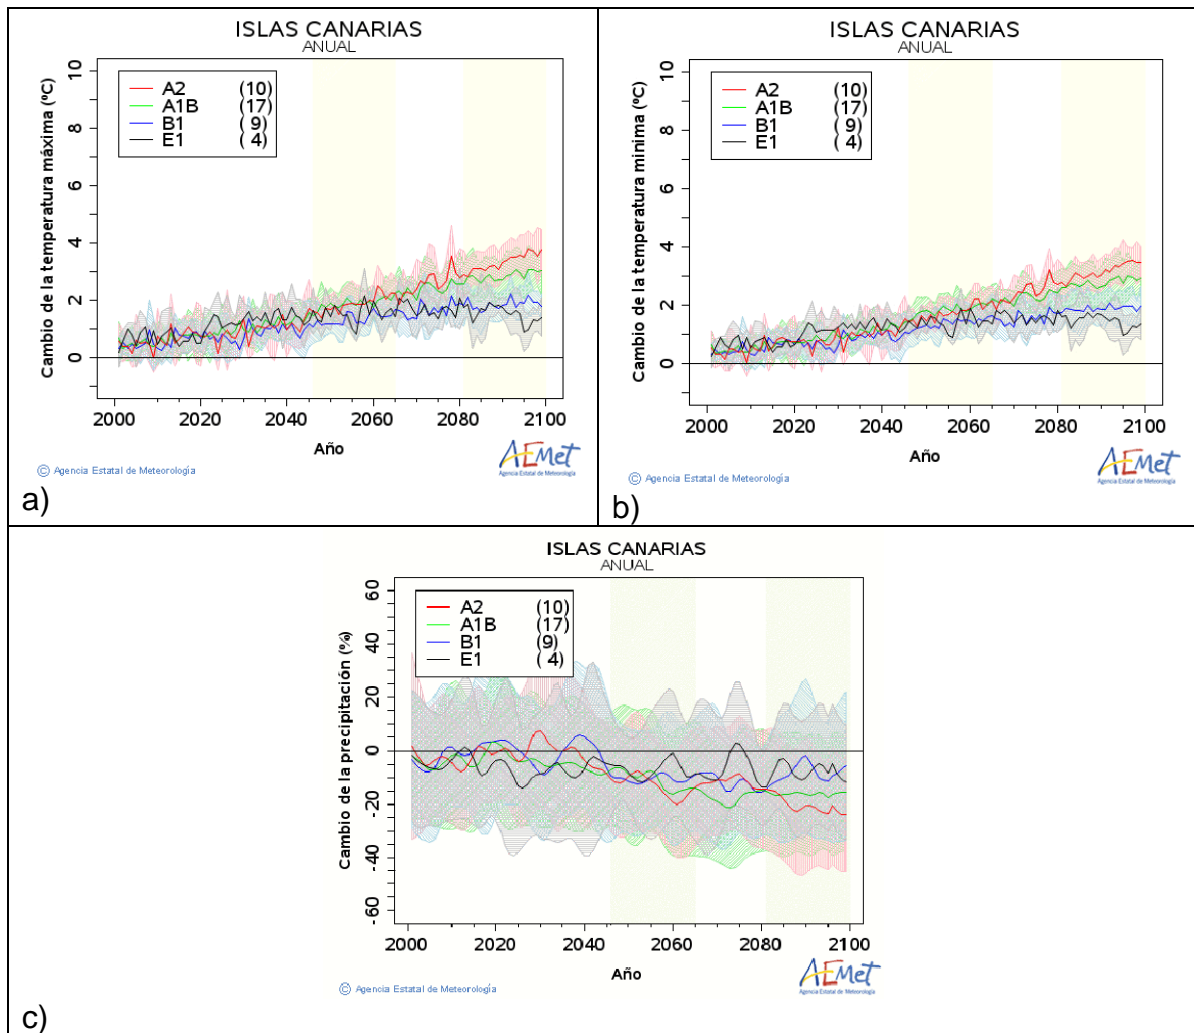 ISLAS CANARIAS
ANUAL
Cambio de la temperatura máxima (ºC)
10
8
6
4
2
0
A2 (10)
A1B (17)
B1 ( 9)
E1 ( 4)
2000 2020 2040 2060 2080 2100
Año
© Agencia Estatal de Meteorología
AEMet
Agencia Estatal de Meteorología
a)
ISLAS CANARIAS
ANUAL
Cambio de la temperatura minima (ºC)
10
8
6
4
2
0
A2 (10)
A1B (17)
B1 ( 9)
E1 ( 4)
2000 2020 2040 2060 2080 2100
Año
© Agencia Estatal de Meteorología
AEMet
Agencia Estatal de Meteorología
b)
ISLAS CANARIAS
ANUAL
Cambio de la precipitación (%)
60
40
20
0
-20
-40
-60
A2 (10)
A1B (17)
B1 (9)
E1 ( 4)
2000 2020 2040 2060 2080 2100
Año
© Agencia Estatal de Meteorología
AEMet
Agencia Estatal de Meteorología
c)